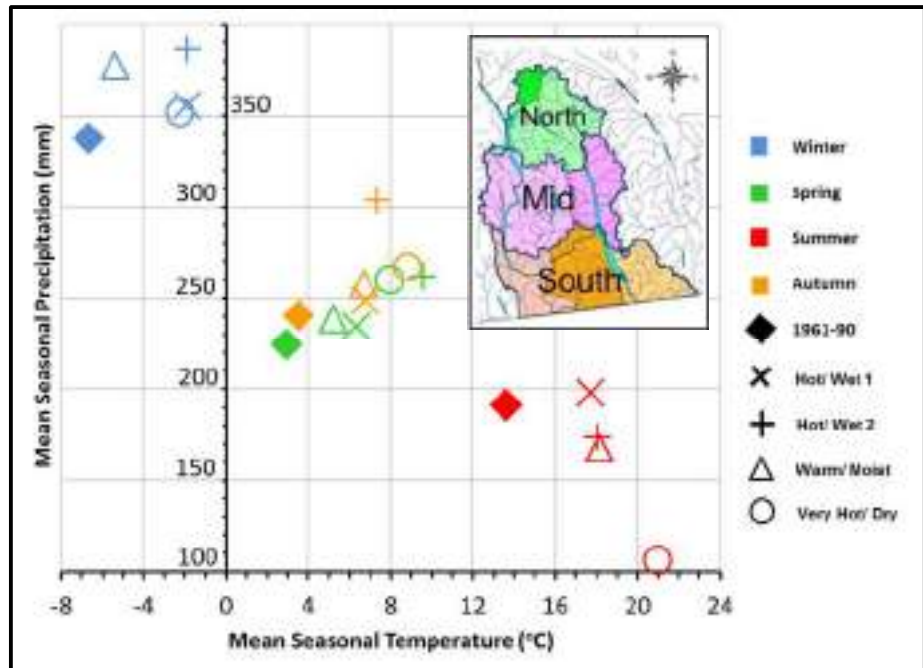 Mean Seasonal Precipitation (mm)
350
300
250
200
150
100
-8 -4 0 4 8 12 16 20 24
Mean Seasonal Temperature (°C)
North
Mid
South
Winter
Spring
Summer
Autumn
1961-90
Hot/ Wet 1
Hot/ Wet 2
Warm/ Moist
Very Hot/ Dry